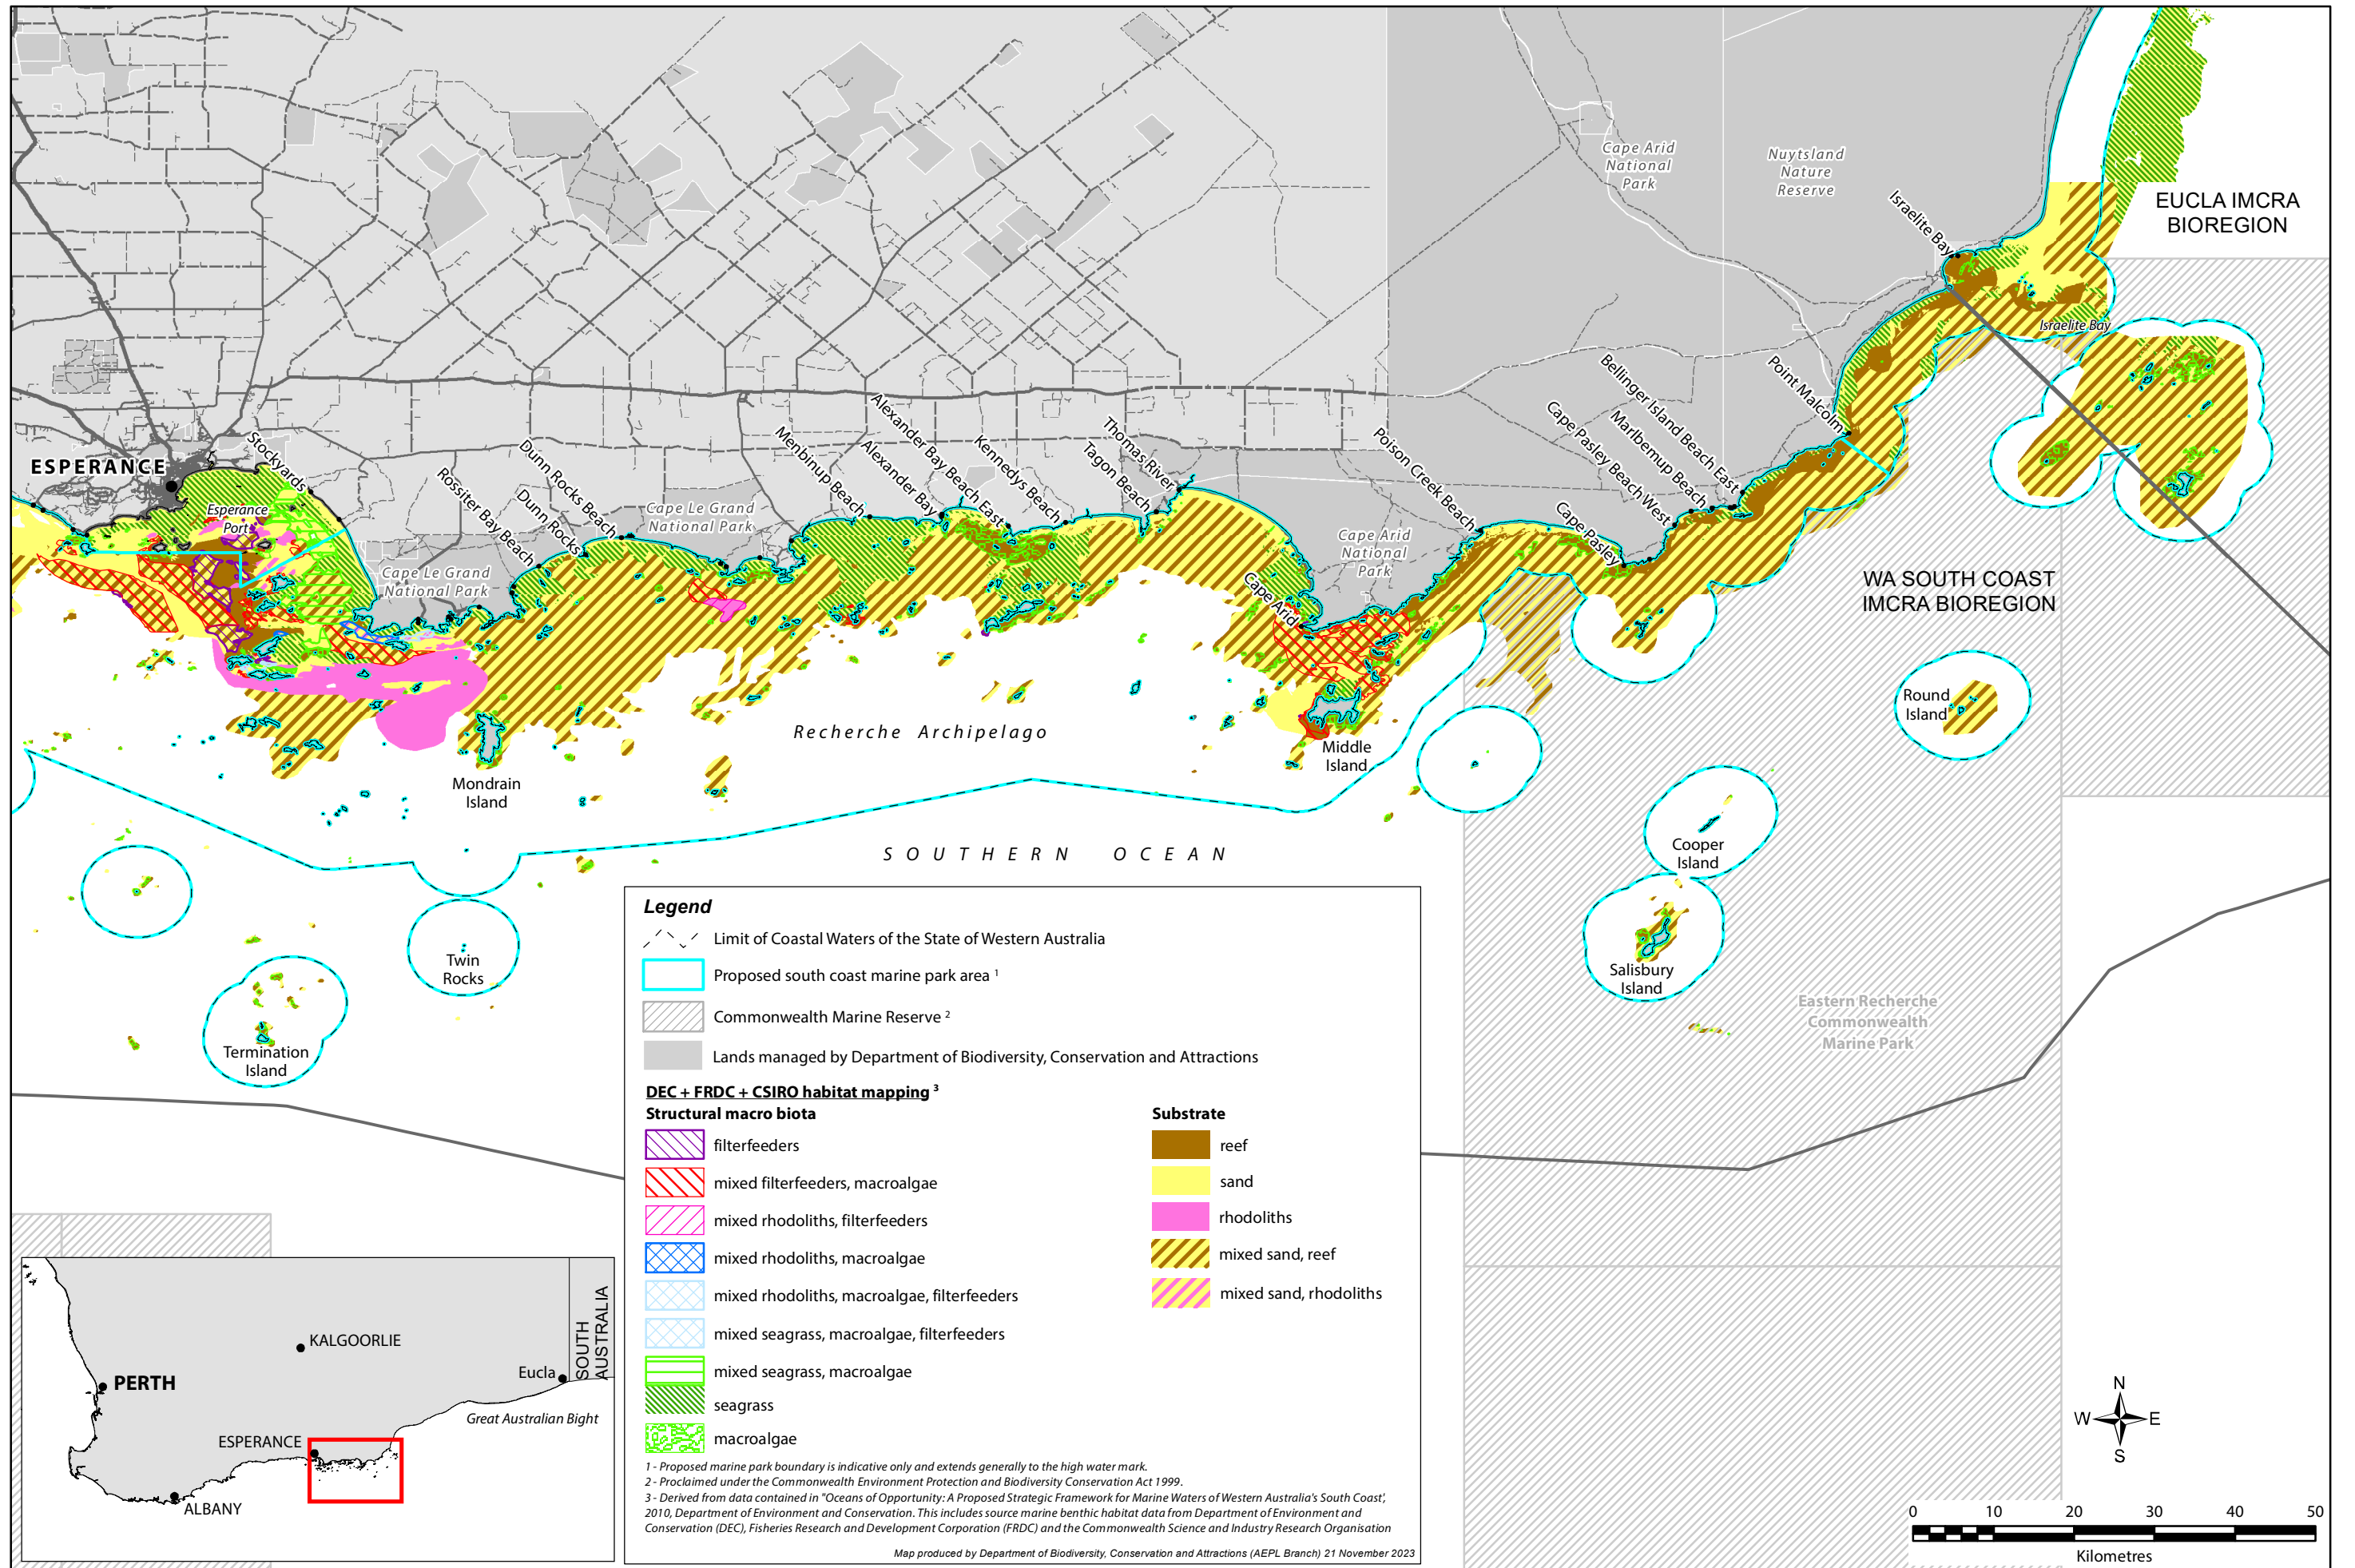 Cape Arid
National
Park
Nuytsland
Nature
Reserve
EUCLA IMCRA
BIOREGION
Israelite Bay
Israelite Bay
Point Malcolm
Bellinger Island Beach East
Marlbemup Beach
Cape Pasley Beach West
Cape Pasley
Poison Creek Beach
Thomas River
Tagon Beach
Kennedys Beach
Alexander Bay Beach East
Alexander Bay
Menbinup Beach
Dunn Rocks Beach
Dunn Rocks
Rossiter Bay Beach
Stockyards
ESPERANCE
Esperance
Port
Cape Le Grand
National Park
Cape Le Grand
National Park
Cape Arid
National
Park
Cape Arid
WA SOUTH COAST
IMCRA BIOREGION
Round
Island
Recherche Archipelago
Middle
Island
Mondrain
Island
Cooper
Island
SOUTHERN OCEAN
Salisbury
Island
Twin
Rocks
Termination
Island
Eastern Recherche
Commonwealth
Marine Park
Legend
Limit of Coastal Waters of the State of Western Australia
Proposed south coast marine park area 1
Commonwealth Marine Reserve 2
Lands managed by Department of Biodiversity, Conservation and Attractions
DEC + FRDC + CSIRO habitat mapping 3
Structural macro biota
filterfeeders
mixed filterfeeders, macroalgae
mixed rhodoliths, filterfeeders
mixed rhodoliths, macroalgae
mixed rhodoliths, macroalgae, filterfeeders
mixed seagrass, macroalgae, filterfeeders
mixed seagrass, macroalgae
seagrass
macroalgae
Substrate
reef
sand
rhodoliths
mixed sand, reef
mixed sand, rhodoliths
1 - Proposed marine park boundary is indicative only and extends generally to the high water mark.
2 - Proclaimed under the Commonwealth Environment Protection and Biodiversity Conservation Act 1999.
3 - Derived from data contained in "Oceans of Opportunity: A Proposed Strategic Framework for Marine Waters of Western Australia's South Coast',
2010, Department of Environment and Conservation. This includes source marine benthic habitat data from Department of Environment and
Conservation (DEC), Fisheries Research and Development Corporation (FRDC) and the Commonwealth Science and Industry Research Organisation
Map produced by Department of Biodiversity, Conservation and Attractions (AEPL Branch) 21 November 2023
KALGOORLIE
PERTH
Eucla
SOUTH
AUSTRALIA
Great Australian Bight
ESPERANCE
ALBANY
N
W E
S
0 10 20 30 40 50
Kilometres